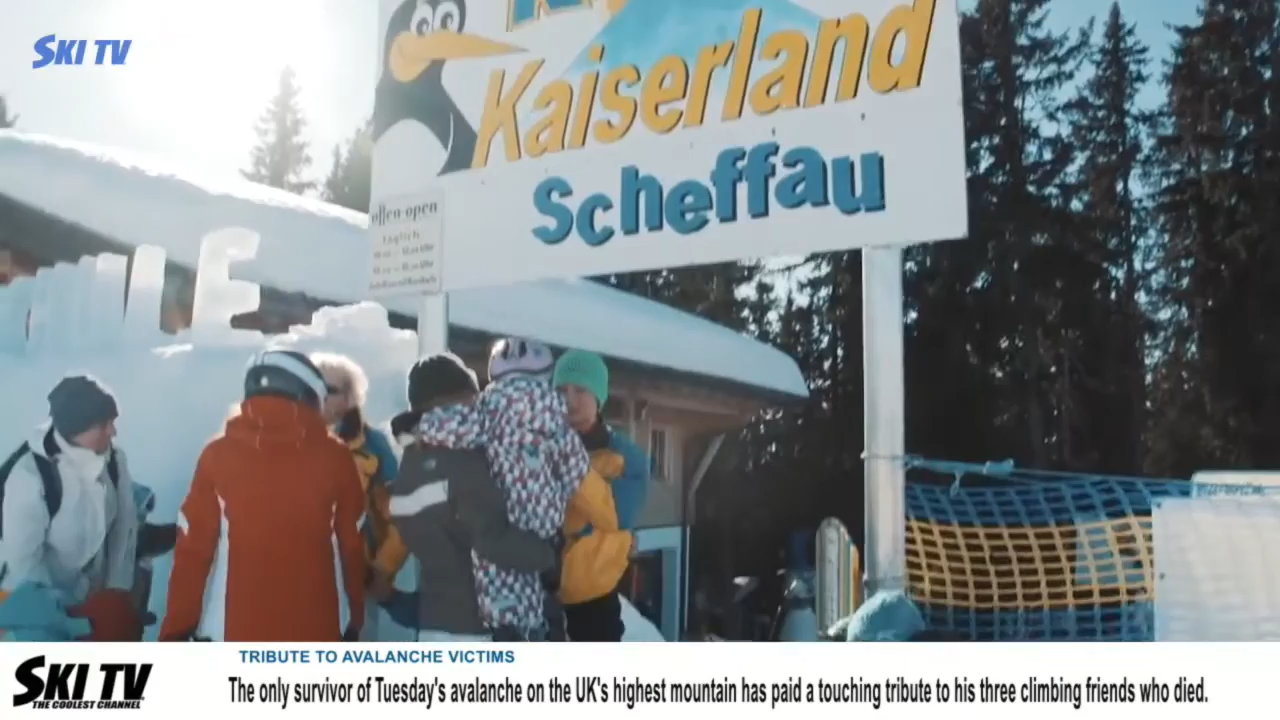 SKI TV
Kaiserland
Scheffau
offen-open
LE
TRIBUTE TO AVALANCHE VICTIMS
The only survivor of Tuesday's avalanche on the UK's highest mountain has paid a touching tribute to his three climbing friends who died.
SKI TV
THE COOLEST CHANNEL